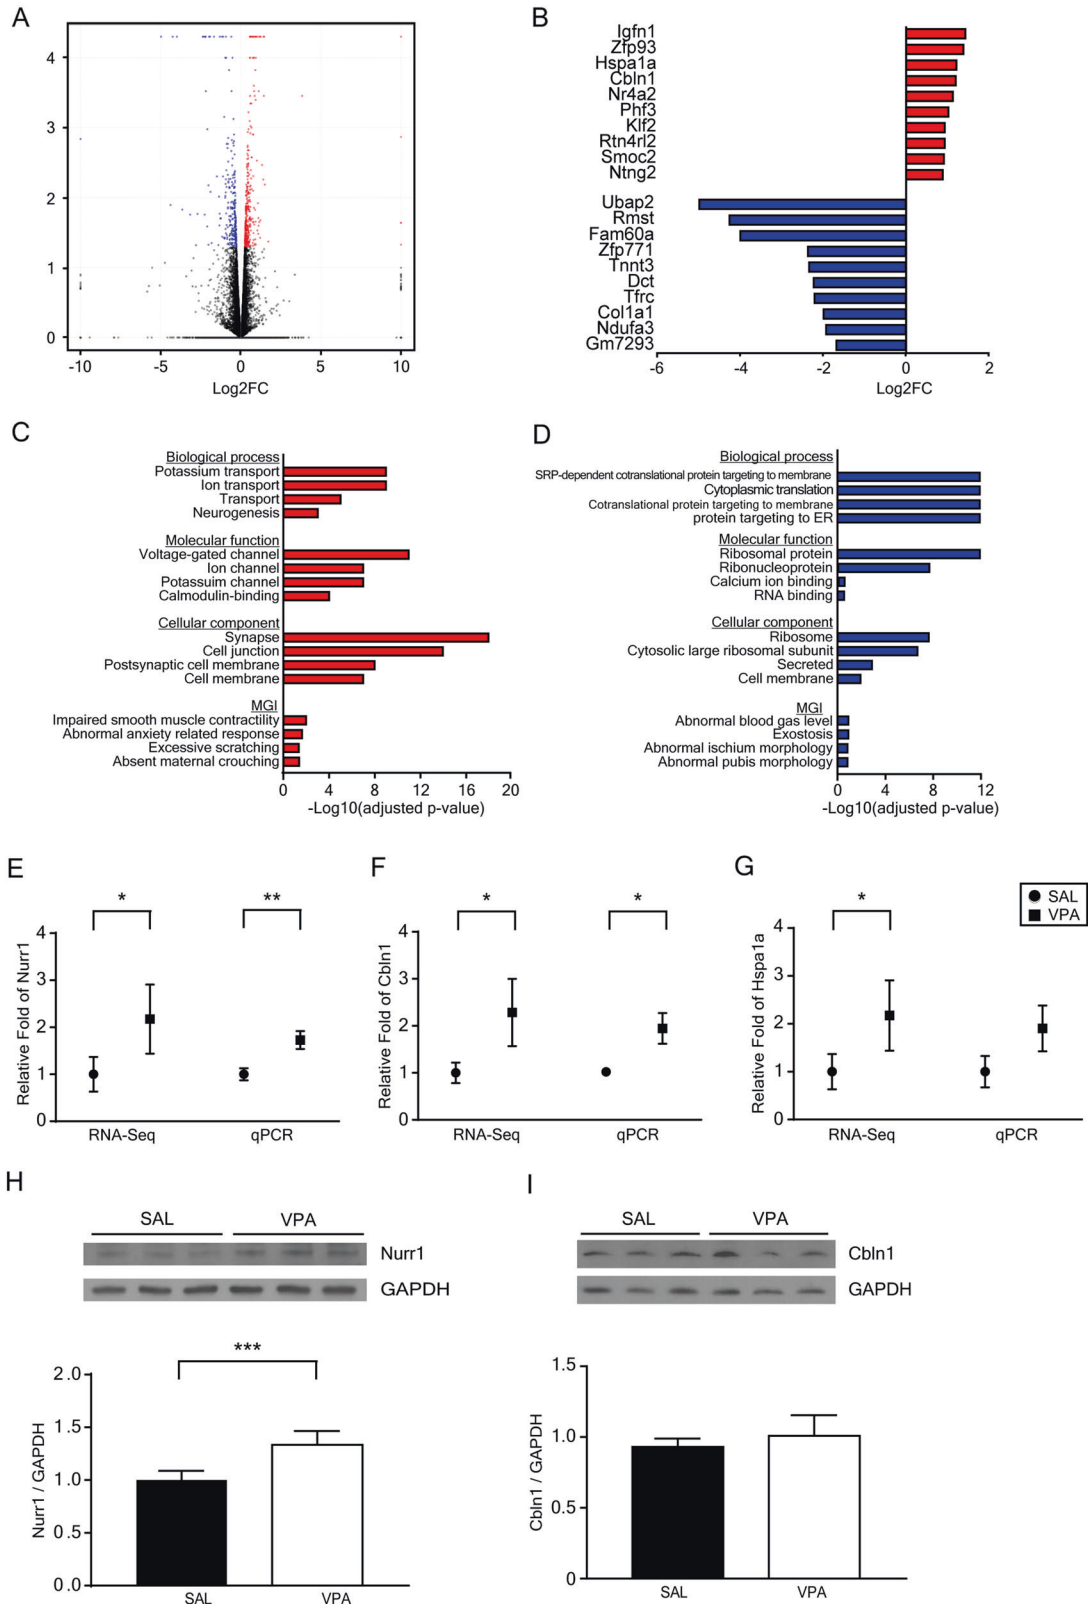 A
4
3
2
1
0
-10
-5
0
5
10
Log2FC
B
Igfn1
Zfp93
Hspa1a
Cbln1
Nr4a2
Phf3
Klf2
Rtn4rl2
Smoc2
Ntng2
Ubap2
Rmst
Fam60a
Zfp771
Tnnt3
Dct
Tfrc
Col1a1
Ndufa3
Gm7293
-6
-4
-2
0
2
Log2FC
C
Biological process
Potassium transport
Ion transport
Transport
Neurogenesis
Molecular function
Voltage-gated channel
Ion channel
Potassuim channel
Calmodulin-binding
Cellular component
Synapse
Cell junction
Postsynaptic cell membrane
Cell membrane
MGI
Impaired smooth muscle contractility
Abnormal anxiety related response
Excessive scratching
Absent maternal crouching
0
4
8
12
16
20
-Log10(adjusted p-value)
D
Biological process
SRP-dependent cotranslational protein targeting to membrane
Cytoplasmic translation
Cotranslational protein targeting to membrane
protein targeting to ER
Molecular function
Ribosomal protein
Ribonucleoprotein
Calcium ion binding
RNA binding
Cellular component
Ribosome
Cytosolic large ribosomal subunit
Secreted
Cell membrane
MGI
Abnormal blood gas level
Exostosis
Abnormal ischium morphology
Abnormal pubis morphology
0
4
8
12
-Log10(adjusted p-value)
E
*
**
Relative Fold of Nurr1
4
3
2
1
0
RNA-Seq
qPCR
F
*
*
Relative Fold of Cbln1
4
3
2
1
0
RNA-Seq
qPCR
G
*
Relative Fold of Hspa1a
4
3
2
1
0
RNA-Seq
qPCR
SAL
VPA
H
SAL
VPA
Nurr1
GAPDH
***
Nurr1 / GAPDH
2.0
1.5
1.0
0.5
0.0
SAL
VPA
I
SAL
VPA
Cbln1
GAPDH
Cbln1 / GAPDH
1.5
1.0
0.5
0
SAL
VPA